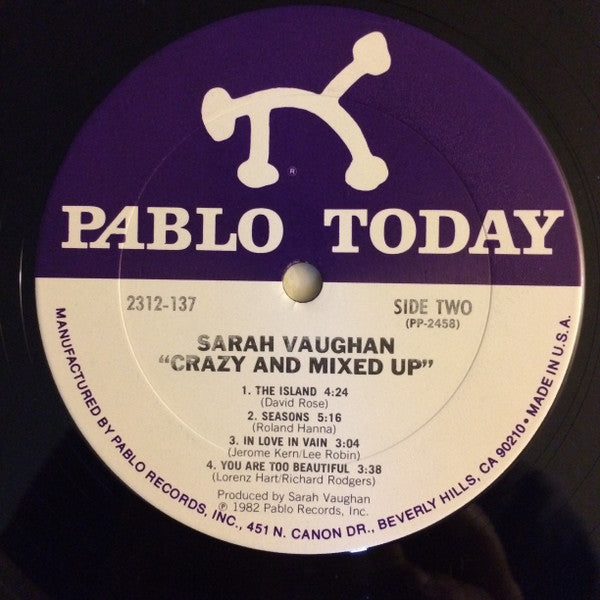 ®
PABLO TODAY
2312-137
SIDE TWO
(PP-2458)
SARAH VAUGHAN
"CRAZY AND MIXED UP"
1. THE ISLAND 4:24
(David Rose)
2. SEASONS 5:16
(Roland Hanna)
3. IN LOVE IN VAIN 3:04
(Jerome Kern/Lee Robin)
4. YOU ARE TOO BEAUTIFUL 3:38
(Lorenz Hart/Richard Rodgers)
Produced by Sarah Vaughan
℗ 1982 Pablo Records, Inc.
MANUFACTURED BY PABLO RECORDS, INC., 451 N. CANON DR., BEVERLY HILLS, CA 90210 • MADE IN U.S.A.